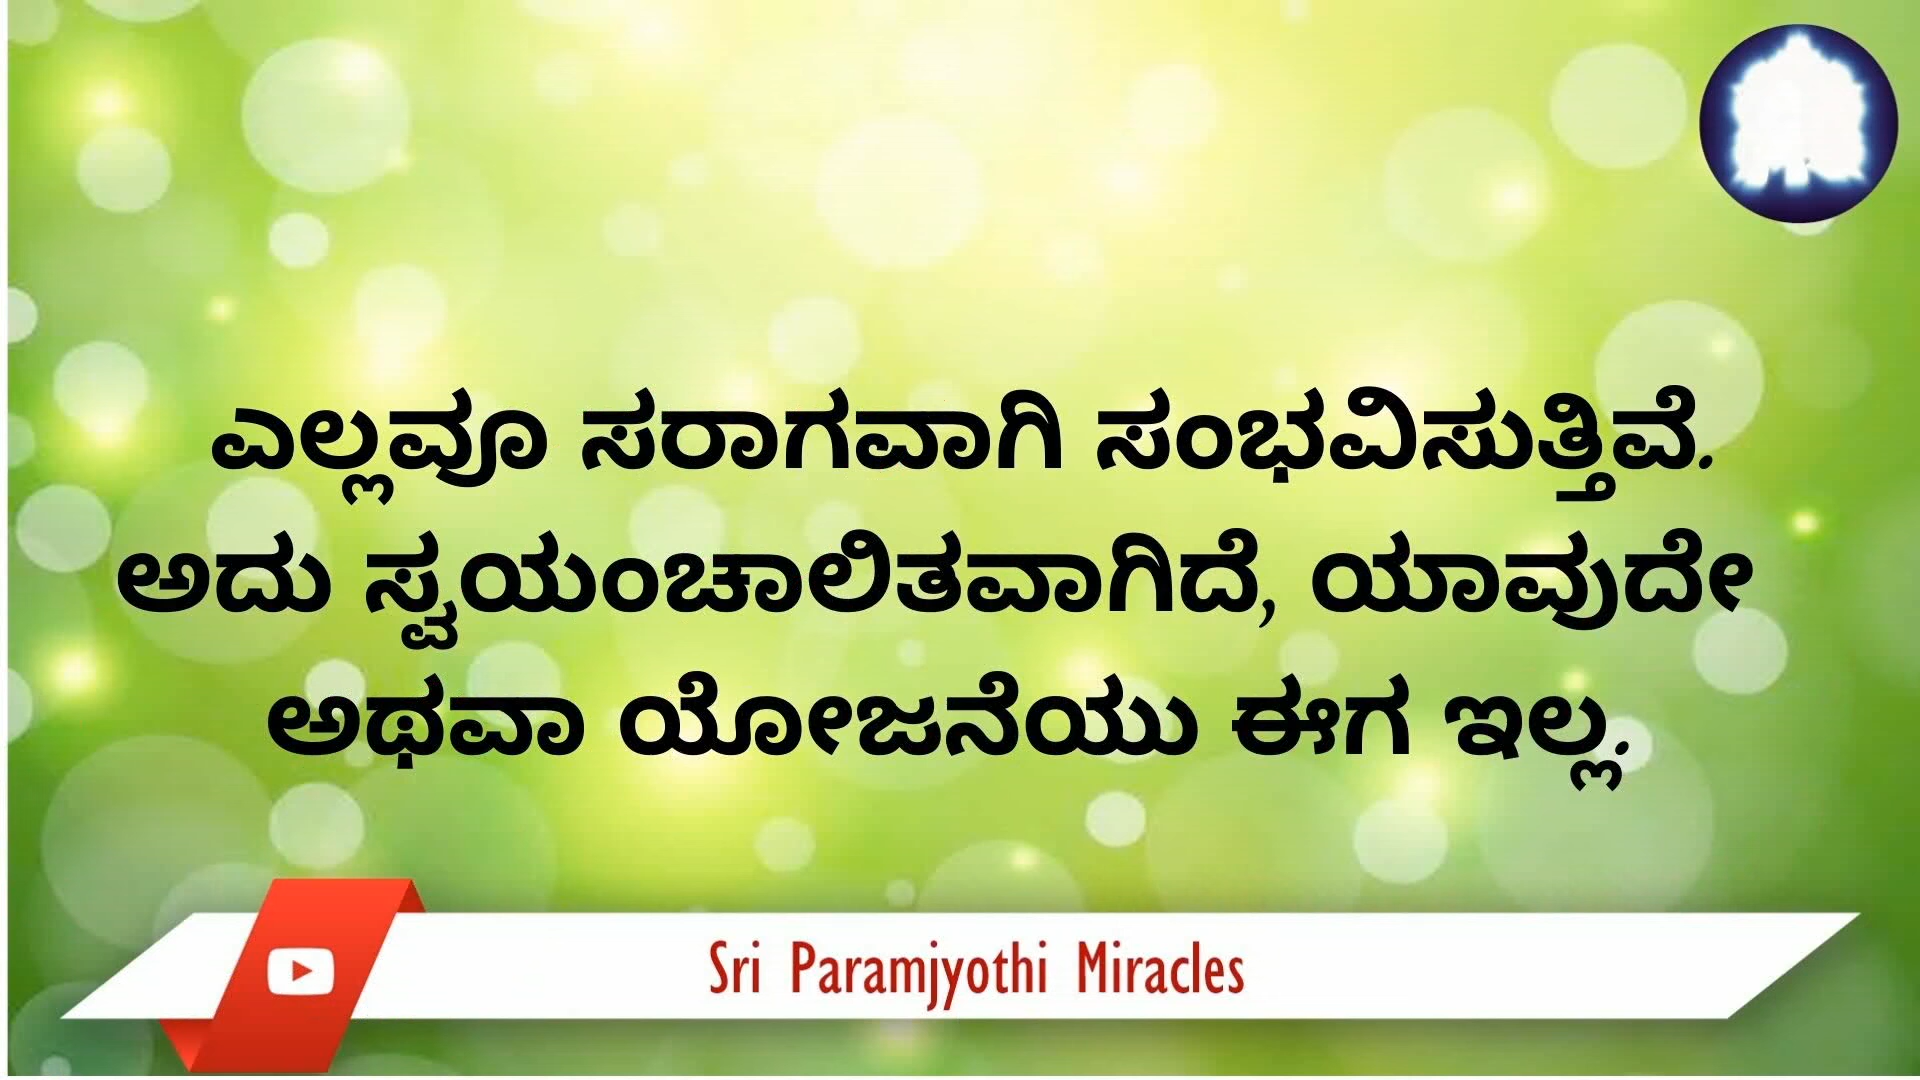 ಎಲ್ಲವೂ ಸರಾಗವಾಗಿ ಸಂಭವಿಸುತ್ತಿವೆ.
ಅದು ಸ್ವಯಂಚಾಲಿತವಾಗಿದೆ, ಯಾವುದೇ
ಅಥವಾ ಯೋಜನೆಯು ಈಗ ಇಲ್ಲ.
Sri Paramjyothi Miracles